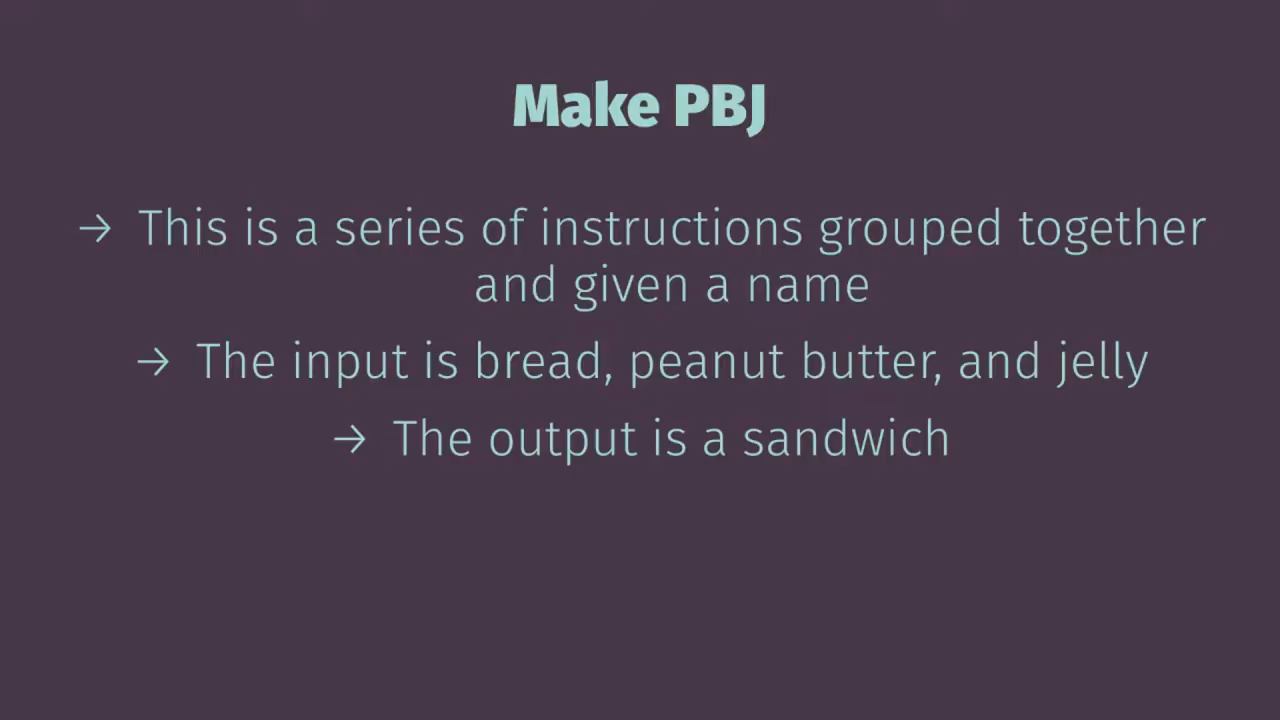 Make PBJ
→ This is a series of instructions grouped together
and given a name
→ The input is bread, peanut butter, and jelly
→ The output is a sandwich